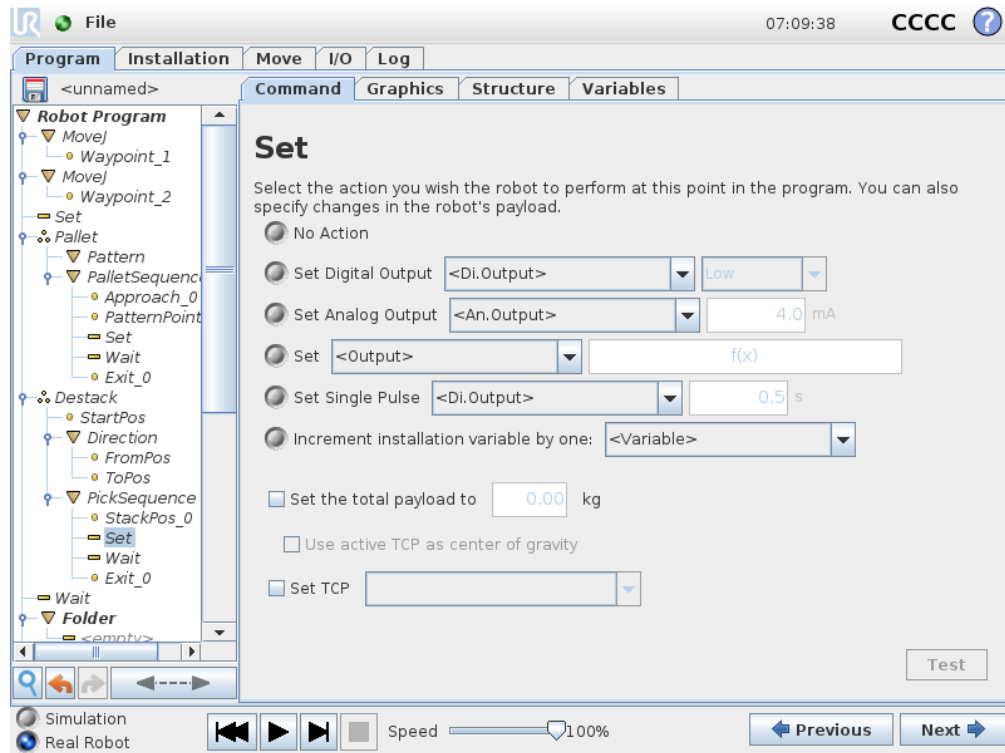 UR File 07:09:38 CCCC ?
Program Installation Move I/O Log
<unnamed> Command Graphics Structure Variables
Robot Program
MoveJ
Waypoint_1
MoveJ
Waypoint_2
Set
Pallet
Pattern
PalletSequenc
Approach_0
PatternPoint
Set
Wait
Exit_0
Destack
StartPos
Direction
FromPos
ToPos
PickSequence
StackPos_0
Set
Wait
Exit_0
Wait
Folder
<empty>
Set
Select the action you wish the robot to perform at this point in the program. You can also
specify changes in the robot's payload.
No Action
Set Digital Output <Di.Output> Low
Set Analog Output <An.Output> 4.0 mA
Set <Output> f(x)
Set Single Pulse <Di.Output> 0.5 s
Increment installation variable by one: <Variable>
Set the total payload to 0.00 kg
Use active TCP as center of gravity
Set TCP
Test
Simulation
Real Robot
Speed 100%
Previous Next